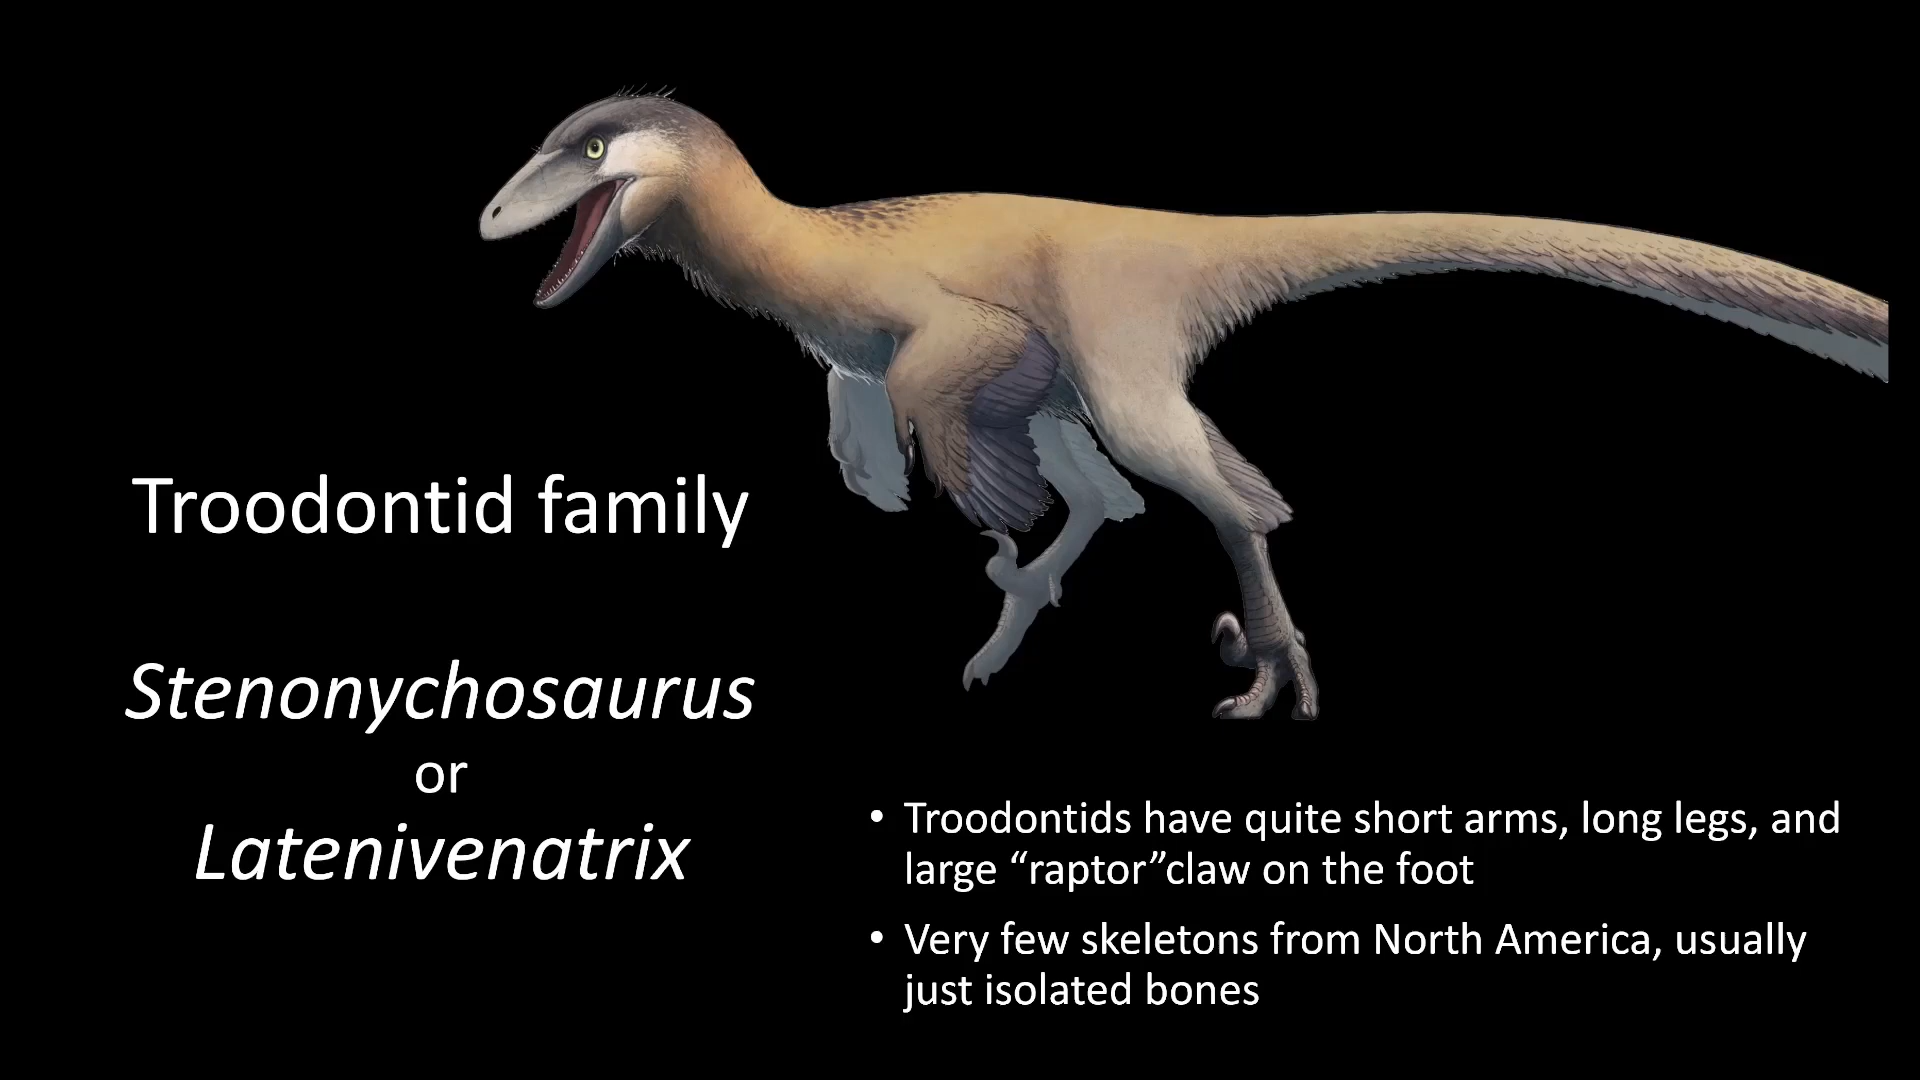 Troodontid family
Stenonychosaurus
or
Latenivenatrix
• Troodontids have quite short arms, long legs, and
large “raptor”claw on the foot
• Very few skeletons from North America, usually
just isolated bones